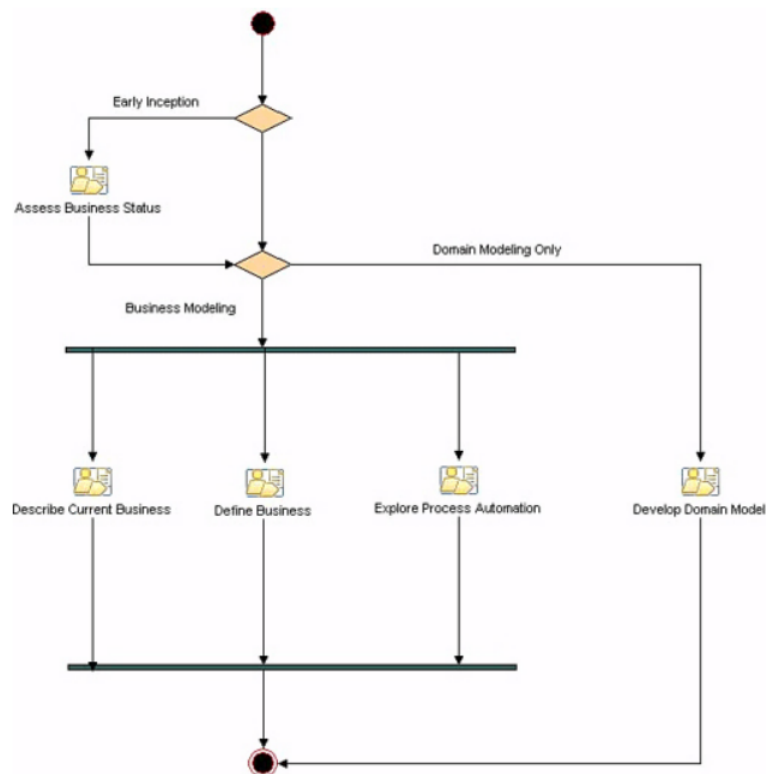 Early Inception
Assess Business Status
Domain Modeling Only
Business Modeling
Describe Current Business
Define Business
Explore Process Automation
Develop Domain Model